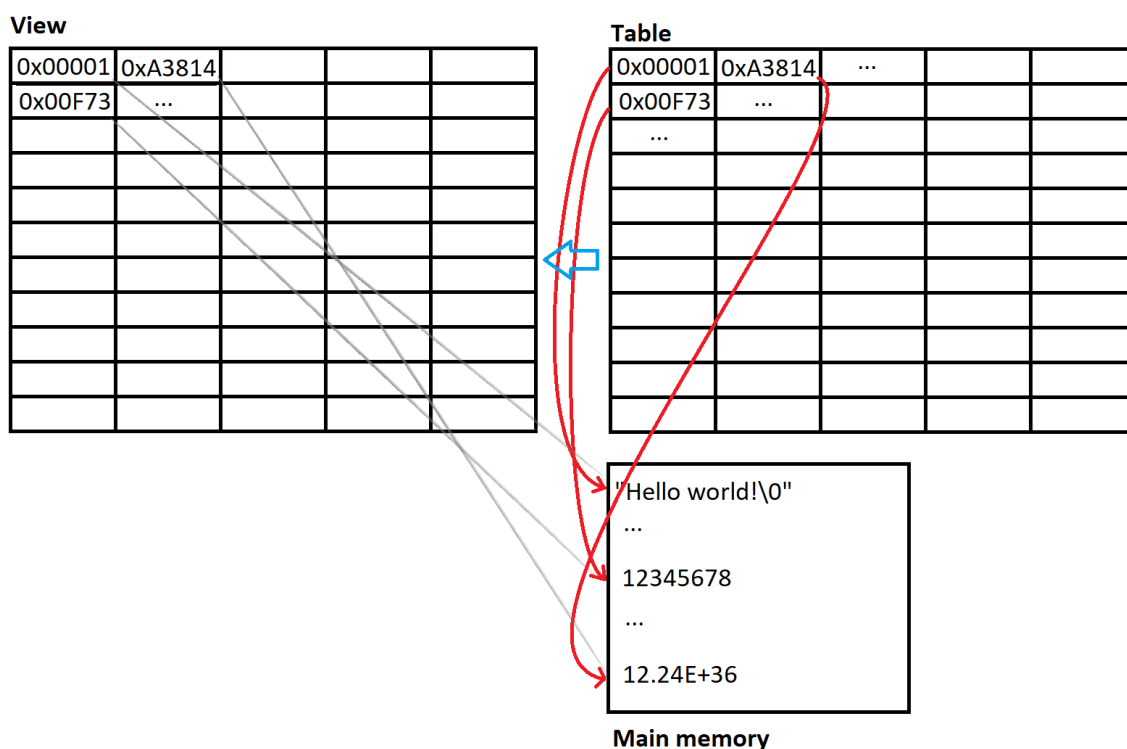 View
0x00001 0xA3814
0x00F73 ...
Table
0x00001 0xA3814 ...
0x00F73 ...
...
"Hello world!\0"
...
12345678
...
12.24E+36
Main memory